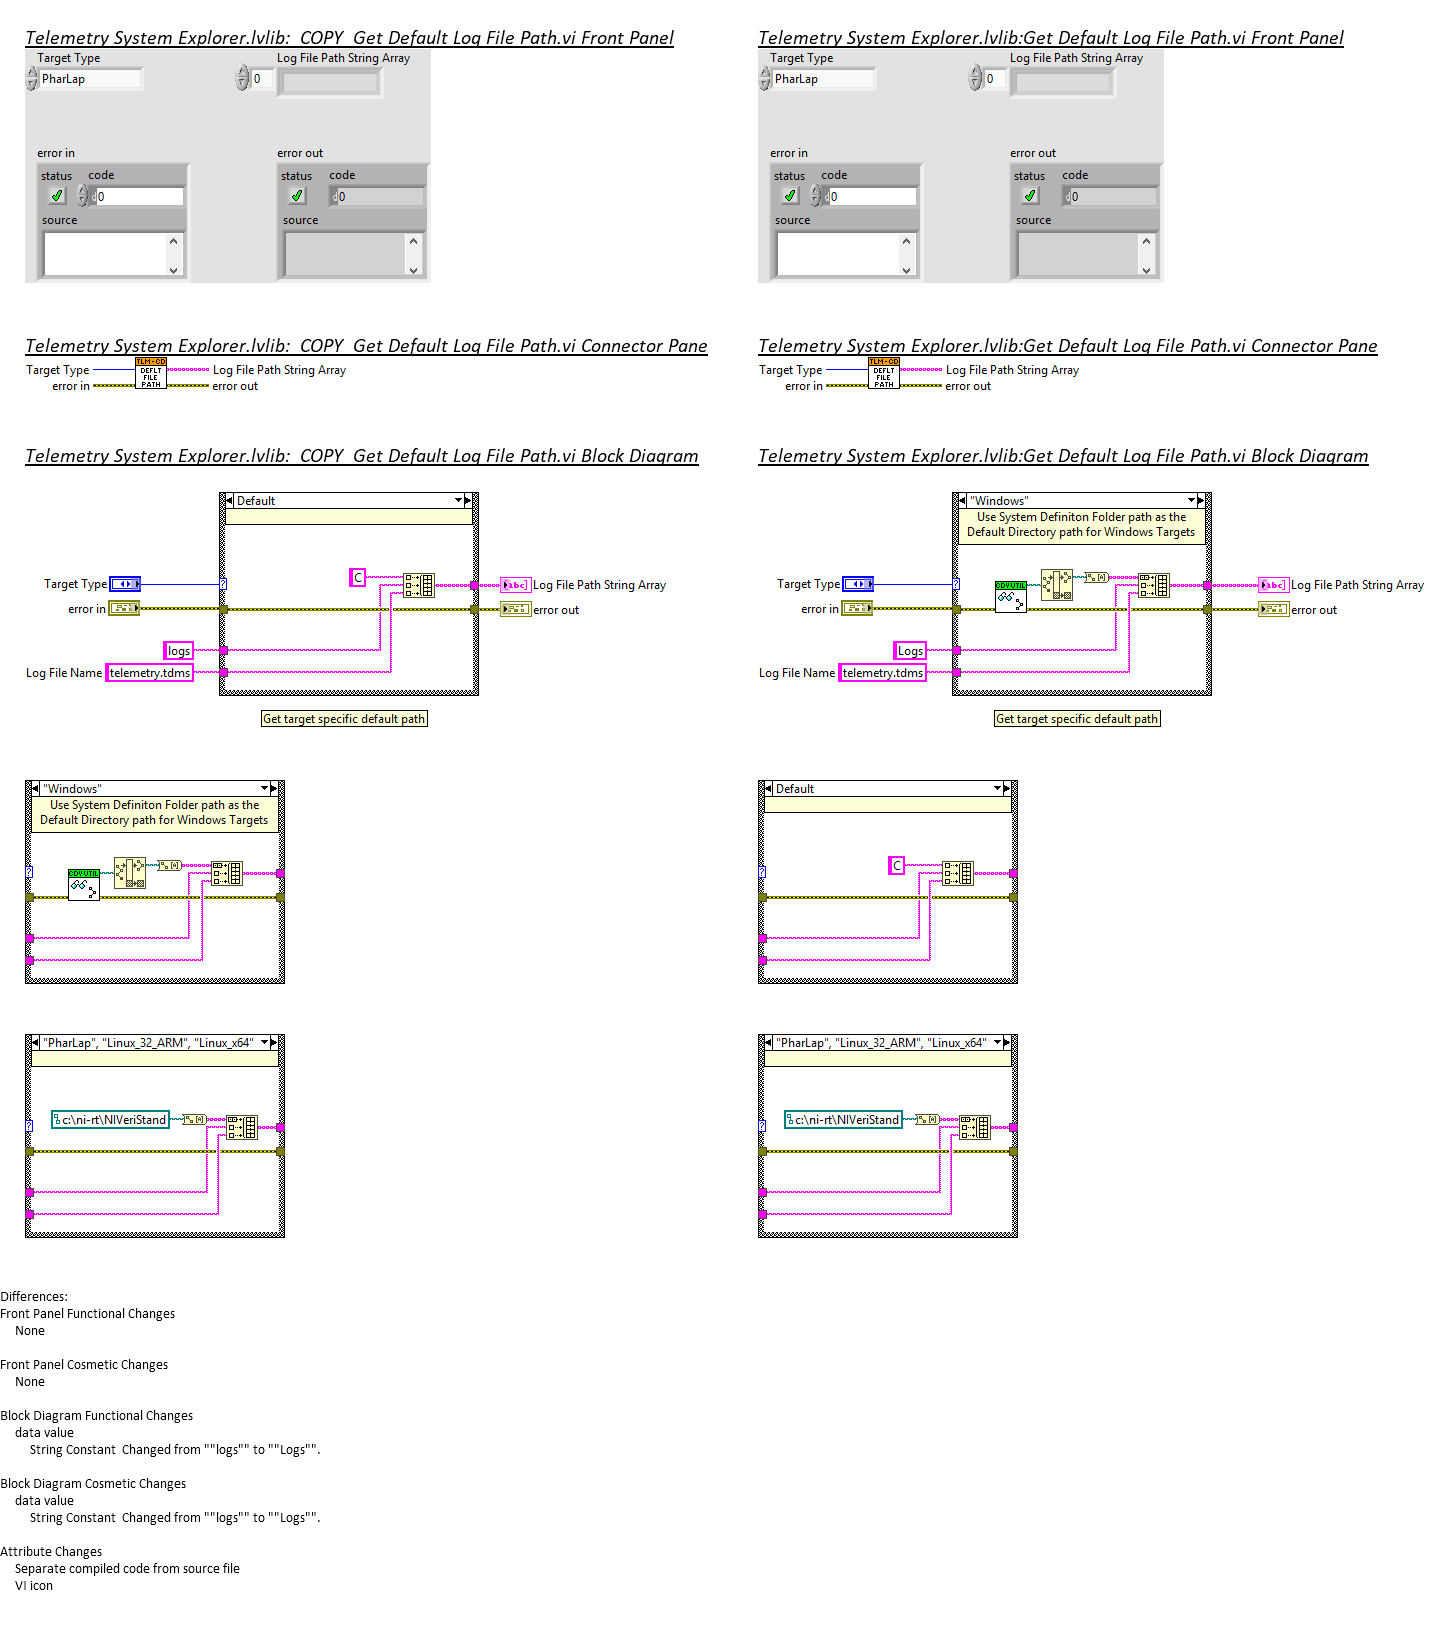 Telemetry System Explorer.lvlib:  COPY  Get Default Log File Path.vi Front Panel
Target Type
Log File Path String Array
PharLap
0
error in
error out
status
code
status
code
0
0
source
source
Telemetry System Explorer.lvlib:Get Default Log File Path.vi Front Panel
Target Type
Log File Path String Array
PharLap
0
error in
error out
status
code
status
code
0
0
source
source
Telemetry System Explorer.lvlib:  COPY  Get Default Log File Path.vi Connector Pane
TLM-CD
Target Type
DEFLT
Log File Path String Array
FILE
error in
PATH
error out
Telemetry System Explorer.lvlib:Get Default Log File Path.vi Connector Pane
TLM-CD
Target Type
DEFLT
Log File Path String Array
FILE
error in
PATH
error out
Telemetry System Explorer.lvlib:  COPY  Get Default Log File Path.vi Block Diagram
Default
Target Type
?
C
abc
Log File Path String Array
error in
error out
logs
Log File Name
telemetry.tdms
Get target specific default path
Telemetry System Explorer.lvlib:Get Default Log File Path.vi Block Diagram
"Windows"
Use System Definiton Folder path as the
Default Directory path for Windows Targets
Target Type
?
CDV UTIL
abc
Log File Path String Array
error in
error out
Logs
Log File Name
telemetry.tdms
Get target specific default path
"Windows"
Use System Definiton Folder path as the
Default Directory path for Windows Targets
?
CDV UTIL
Default
?
C
"PharLap", "Linux_32_ARM", "Linux_x64"
c:\ni-rt\NIVeriStand
?
"PharLap", "Linux_32_ARM", "Linux_x64"
c:\ni-rt\NIVeriStand
?
Differences:
Front Panel Functional Changes
None
Front Panel Cosmetic Changes
None
Block Diagram Functional Changes
data value
String Constant  Changed from ""logs"" to ""Logs"".
Block Diagram Cosmetic Changes
data value
String Constant  Changed from ""logs"" to ""Logs"".
Attribute Changes
Separate compiled code from source file
VI icon